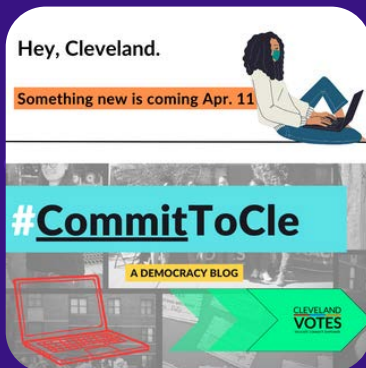 Hey, Cleveland.
Something new is coming Apr. 11
#CommitToCle
A DEMOCRACY BLOG
CLEVELAND
VOTES